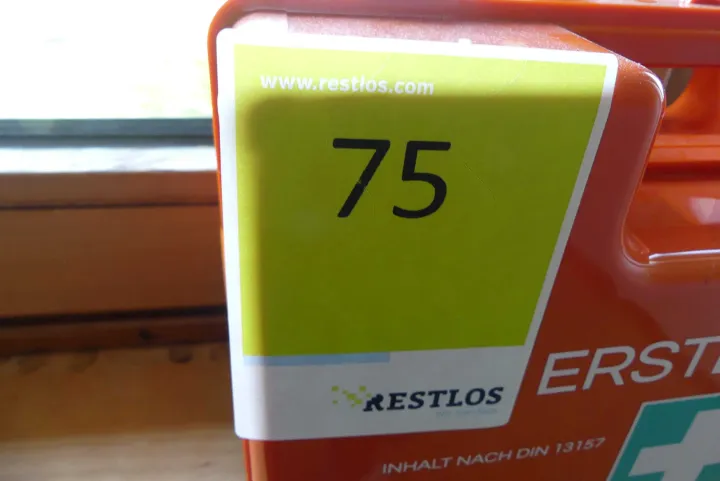 www.restlos.com
75
RESTLOS
ERST
INHALT NACH DIN 13157